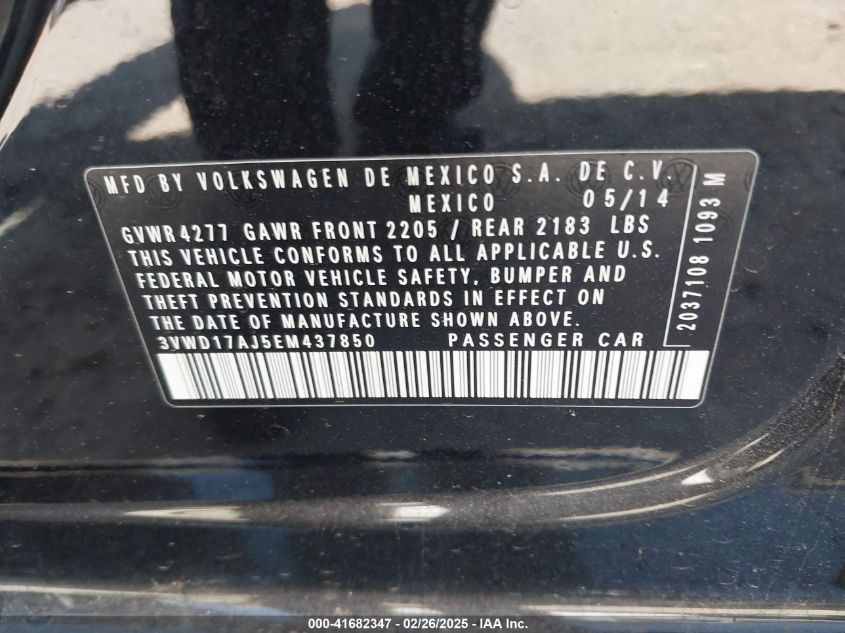 MFD BY VOLKSWAGEN DE MEXICO S.A. DE C.V.
MEXICO 05/14
GVWR 4277 GAWR FRONT 2205 / REAR 2183 LBS
THIS VEHICLE CONFORMS TO ALL APPLICABLE U.S.
FEDERAL MOTOR VEHICLE SAFETY, BUMPER AND
THEFT PREVENTION STANDARDS IN EFFECT ON
THE DATE OF MANUFACTURE SHOWN ABOVE.
3VWD17AJ5EM437850 PASSENGER CAR
2037108 1093 M
000-41682347 - 02/26/2025 - IAA Inc.